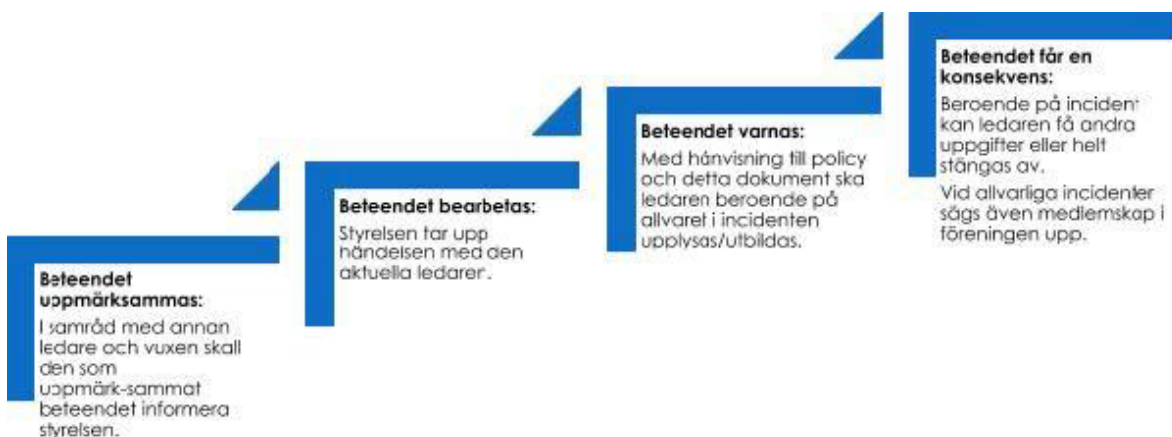 Beteendet
uppmärksammas:
I samråd med annan
ledare och vuxen skall
den som
uppmärk-sammat
beteendet informera
styrelsen.
Beteendet bearbetas:
Styrelsen tar upp
händelsen med den
aktuella ledaren.
Beteendet varnas:
Med hänvisning till policy
och detta dokument ska
ledaren beroende på
allvaret i incidenten
upplysas/utbildas.
Beteendet får en
konsekvens:
Beroende på incident
kan ledaren få andra
uppgifter eller helt
stängas av.
Vid allvarliga incidenter
sägs även medlemskap i
föreningen upp.